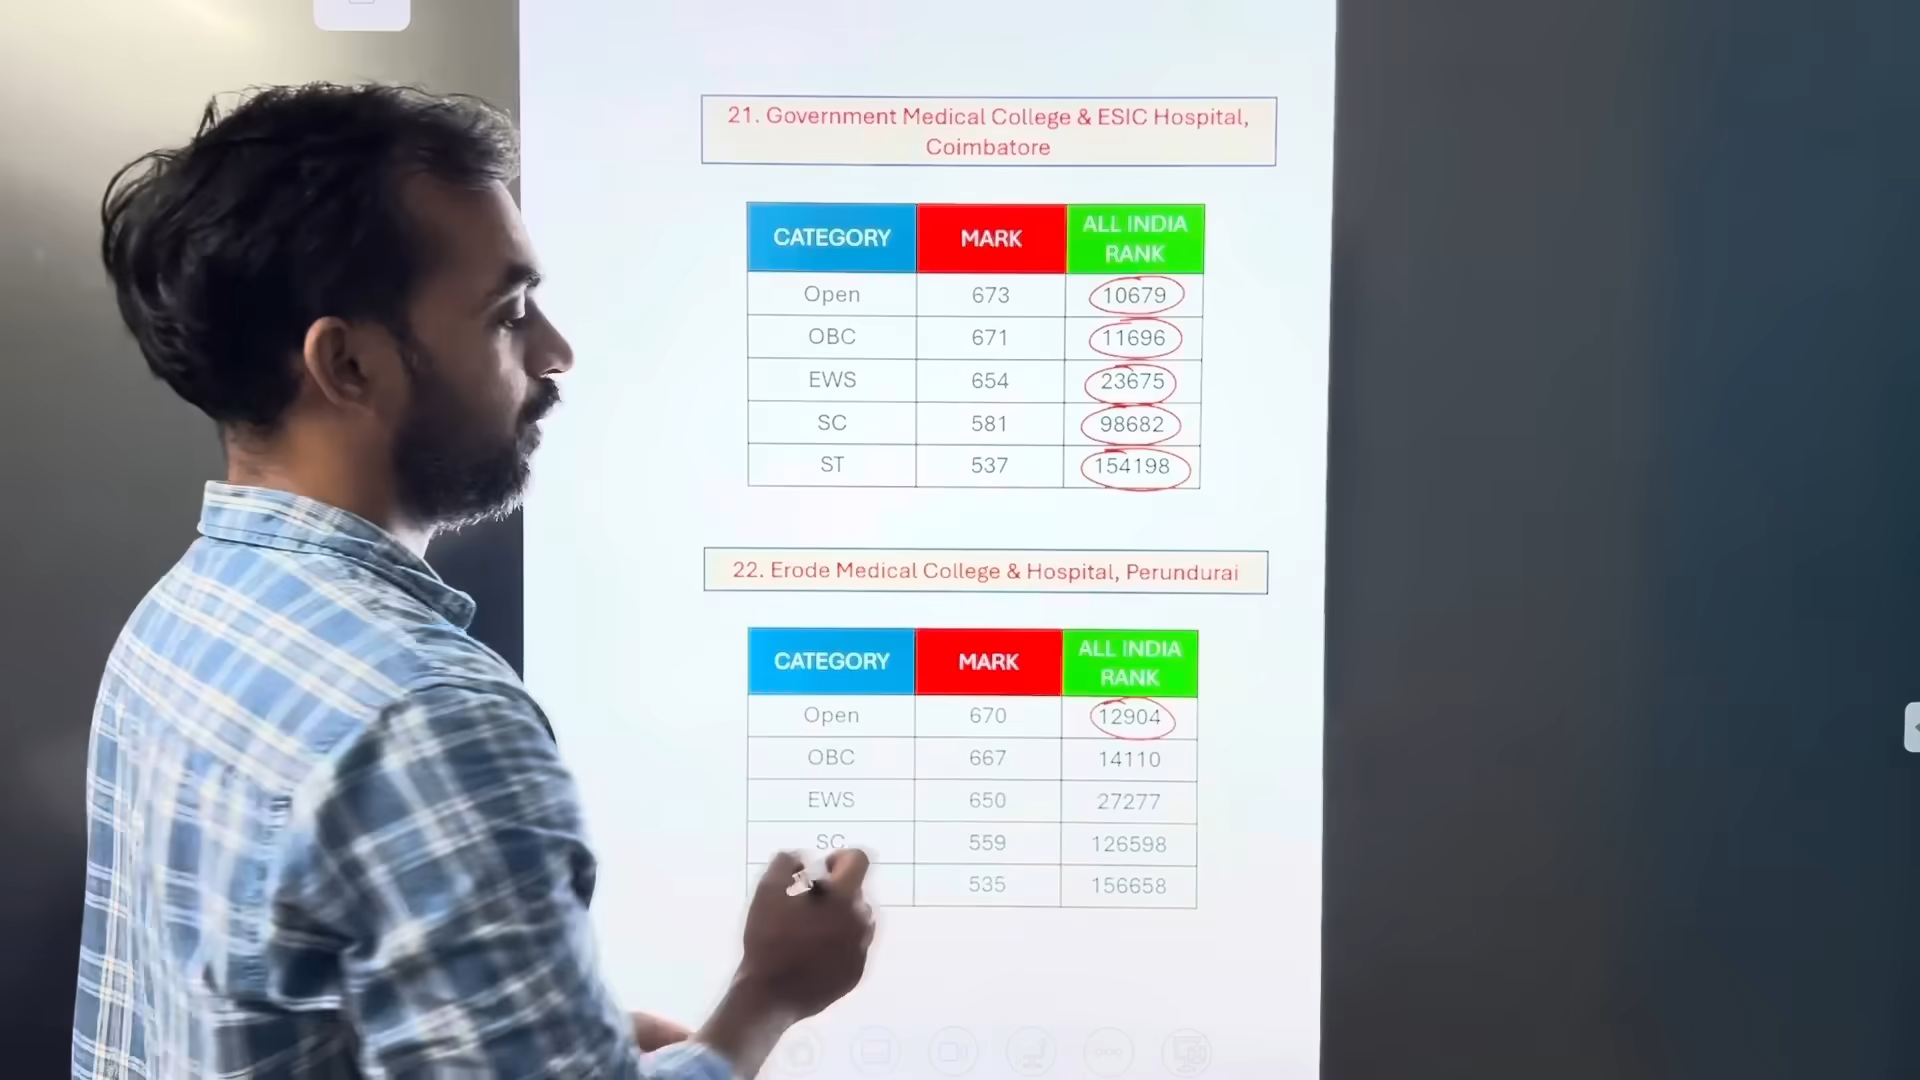 21. Government Medical College & ESIC Hospital,
Coimbatore
CATEGORY MARK ALL INDIA RANK
Open 673 10679
OBC 671 11696
EWS 654 23675
SC 581 98682
ST 537 154198
22. Erode Medical College & Hospital, Perundurai
CATEGORY MARK ALL INDIA RANK
Open 670 12904
OBC 667 14110
EWS 650 27277
SC 559 126598
535 156658